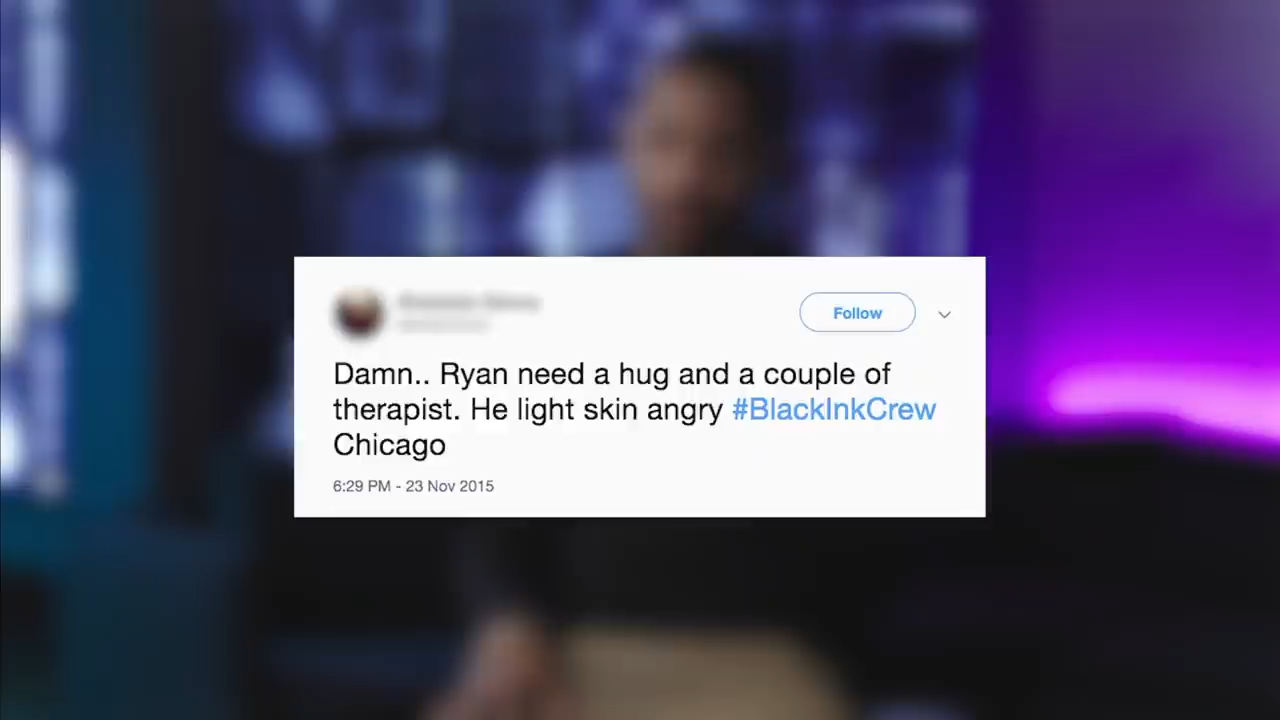 Follow
Damn.. Ryan need a hug and a couple of
therapist. He light skin angry #BlackInkCrew
Chicago
6:29 PM - 23 Nov 2015